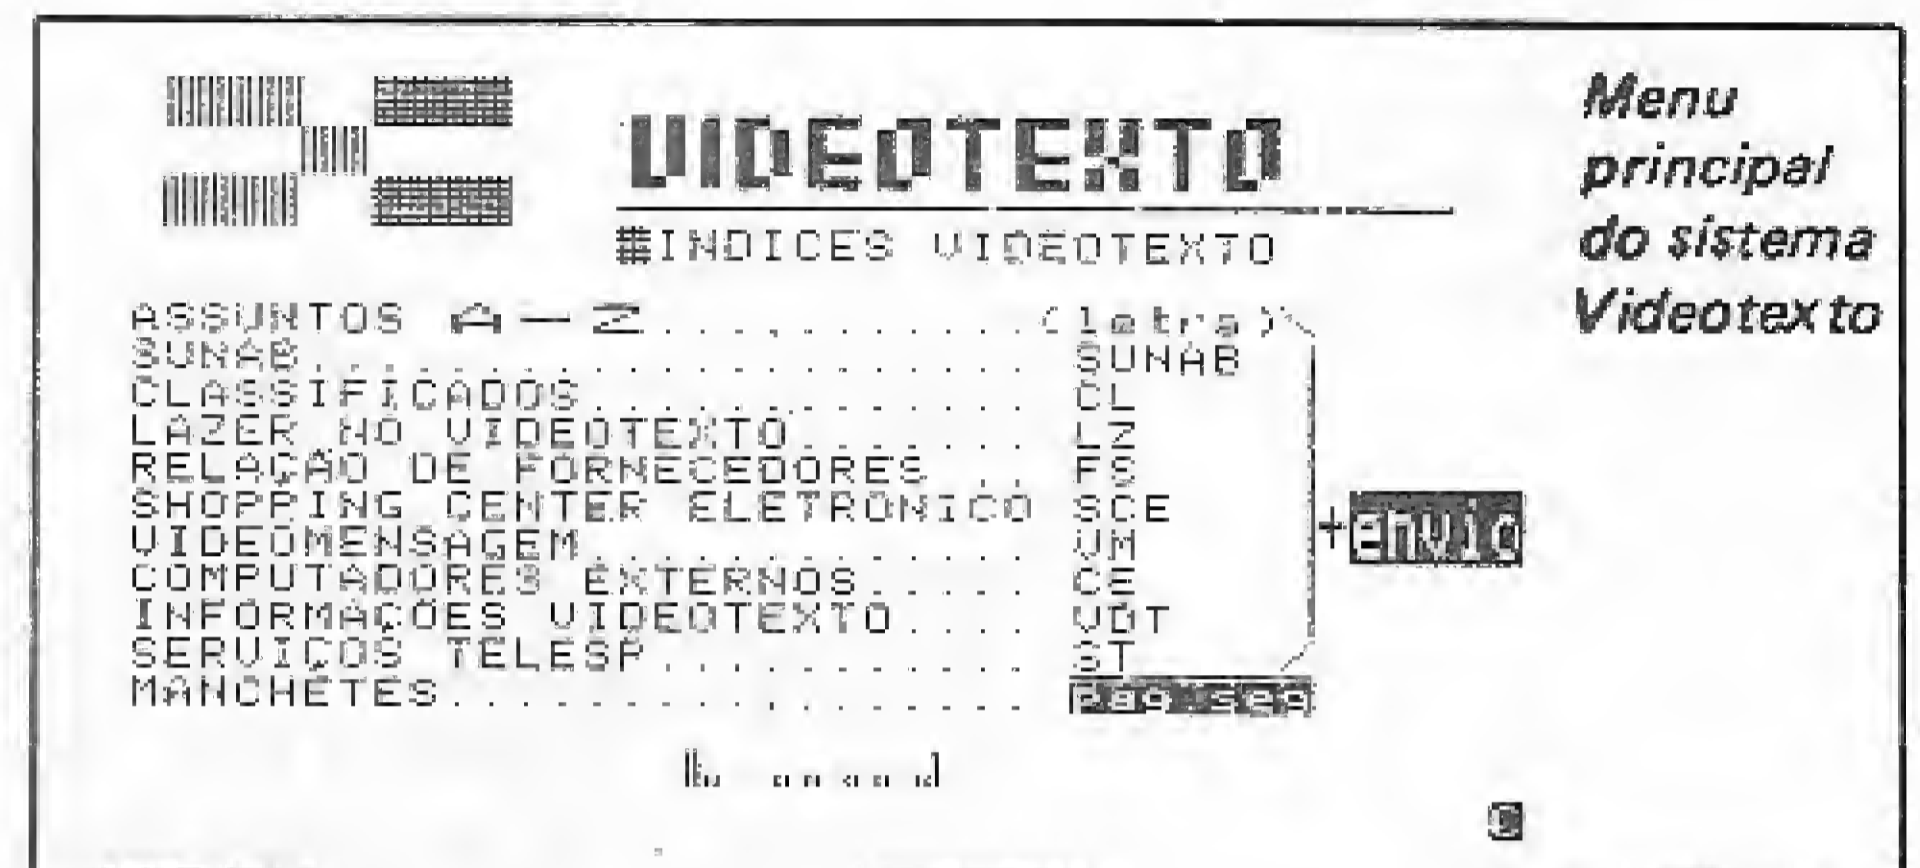 VIDEOTEXTO
#INDICES VIDEOTEXTO
Menu
principal
do sistema
Videotexto
ASSUNTOS A-Z............(letra)
SUNAB................... SUNAB
CLASSIFICADOS............ CL
LAZER NO VIDEOTEXTO....... LZ
RELAÇÃO DE FORNECEDORES .. FS
SHOPPING CENTER ELETRONICO SCE
VIDEOMENSAGEM............ VM
COMPUTADORES EXTERNOS..... CE
INFORMAÇÕES VIDEOTEXTO.... VDT
SERVIÇOS TELESP.......... ST
+envio
MANCHETES............... pag.seg
C